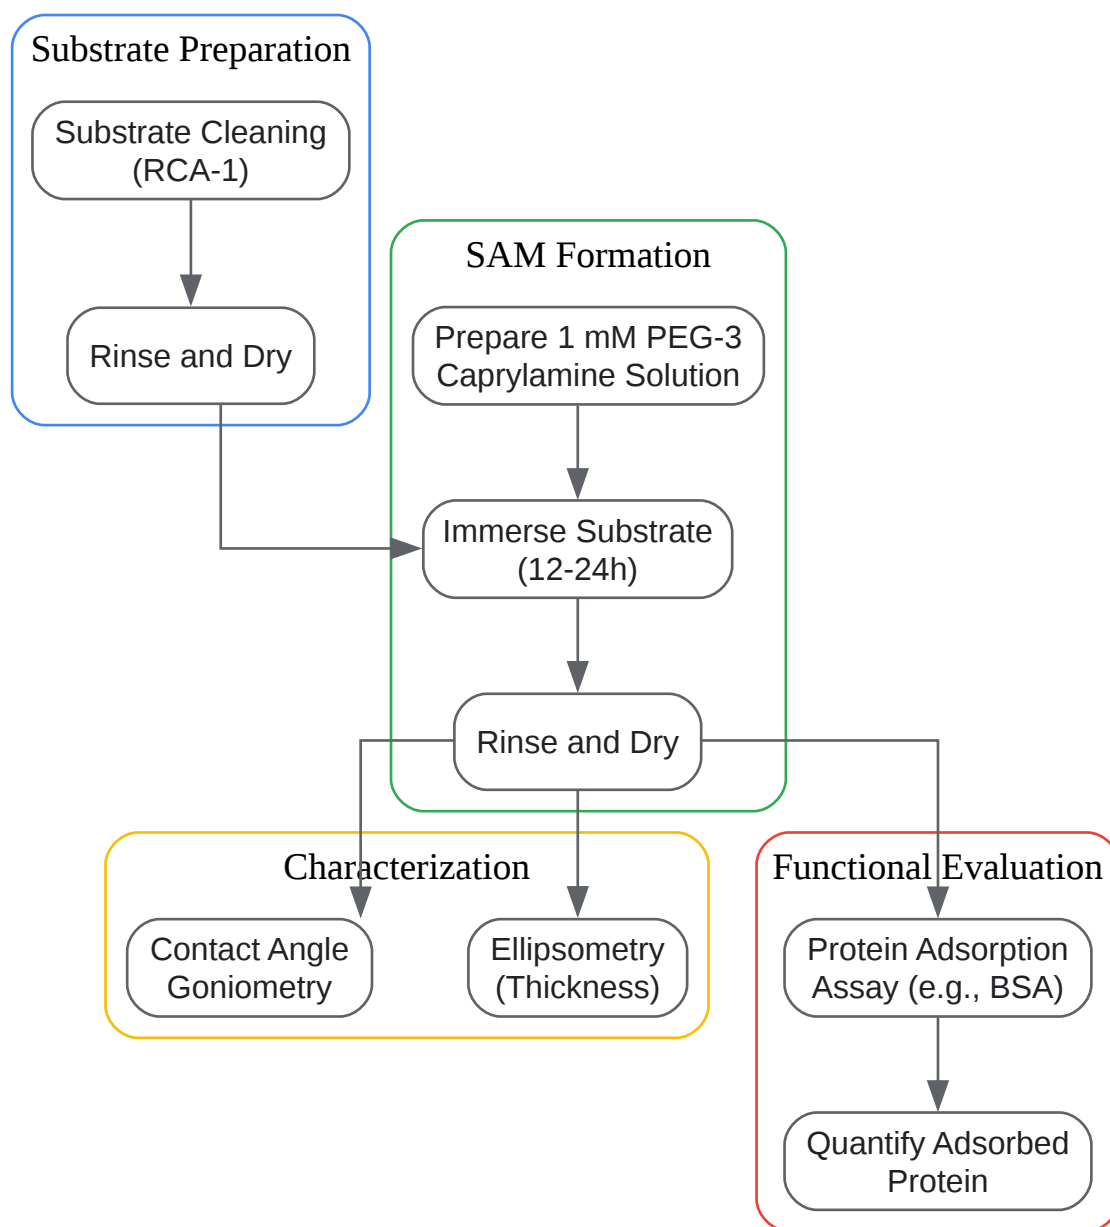 Substrate Preparation
Substrate Cleaning
(RCA-1)
Rinse and Dry
SAM Formation
Prepare 1 mM PEG-3
Caprylamine Solution
Immerse Substrate
(12-24h)
Rinse and Dry
Characterization
Contact Angle
Goniometry
Ellipsometry
(Thickness)
Functional Evaluation
Protein Adsorption
Assay (e.g., BSA)
Quantify Adsorbed
Protein